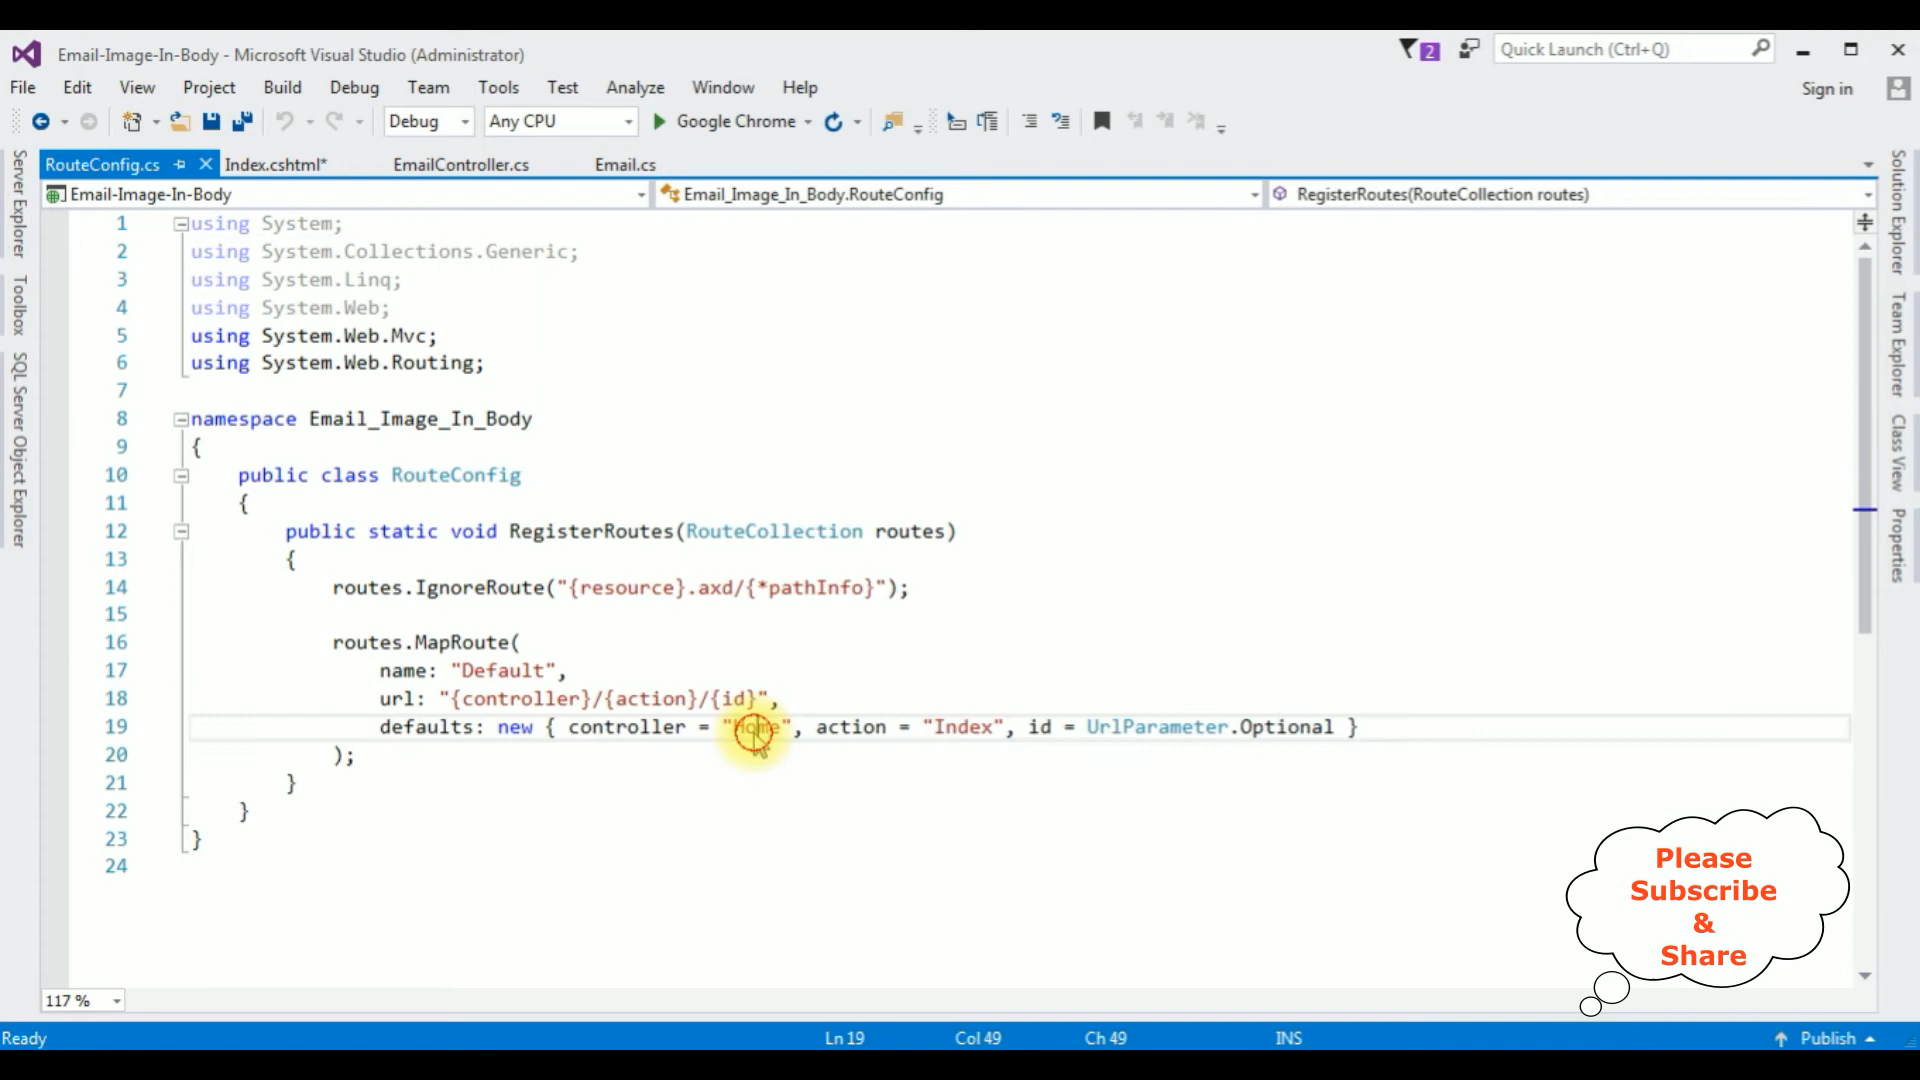 Email-Image-In-Body - Microsoft Visual Studio (Administrator)
2
Quick Launch (Ctrl+Q)
File Edit View Project Build Debug Team Tools Test Analyze Window Help
Sign in
Debug Any CPU Google Chrome
RouteConfig.cs Index.cshtml* EmailController.cs Email.cs
Email-Image-In-Body Email_Image_In_Body.RouteConfig RegisterRoutes(RouteCollection routes)
Server Explorer
Toolbox
SQL Server Object Explorer
Solution Explorer
Team Explorer
Class View
Properties
1 using System;
2 using System.Collections.Generic;
3 using System.Linq;
4 using System.Web;
5 using System.Web.Mvc;
6 using System.Web.Routing;
7
8 namespace Email_Image_In_Body
9 {
10 public class RouteConfig
11 {
12 public static void RegisterRoutes(RouteCollection routes)
13 {
14 routes.IgnoreRoute("{resource}.axd/{*pathInfo}");
15
16 routes.MapRoute(
17 name: "Default",
18 url: "{controller}/{action}/{id}",
19 defaults: new { controller = "Home", action = "Index", id = UrlParameter.Optional }
20 );
21 }
22 }
23 }
24
Please
Subscribe
&
Share
117 %
Ready Ln 19 Col 49 Ch 49 INS Publish